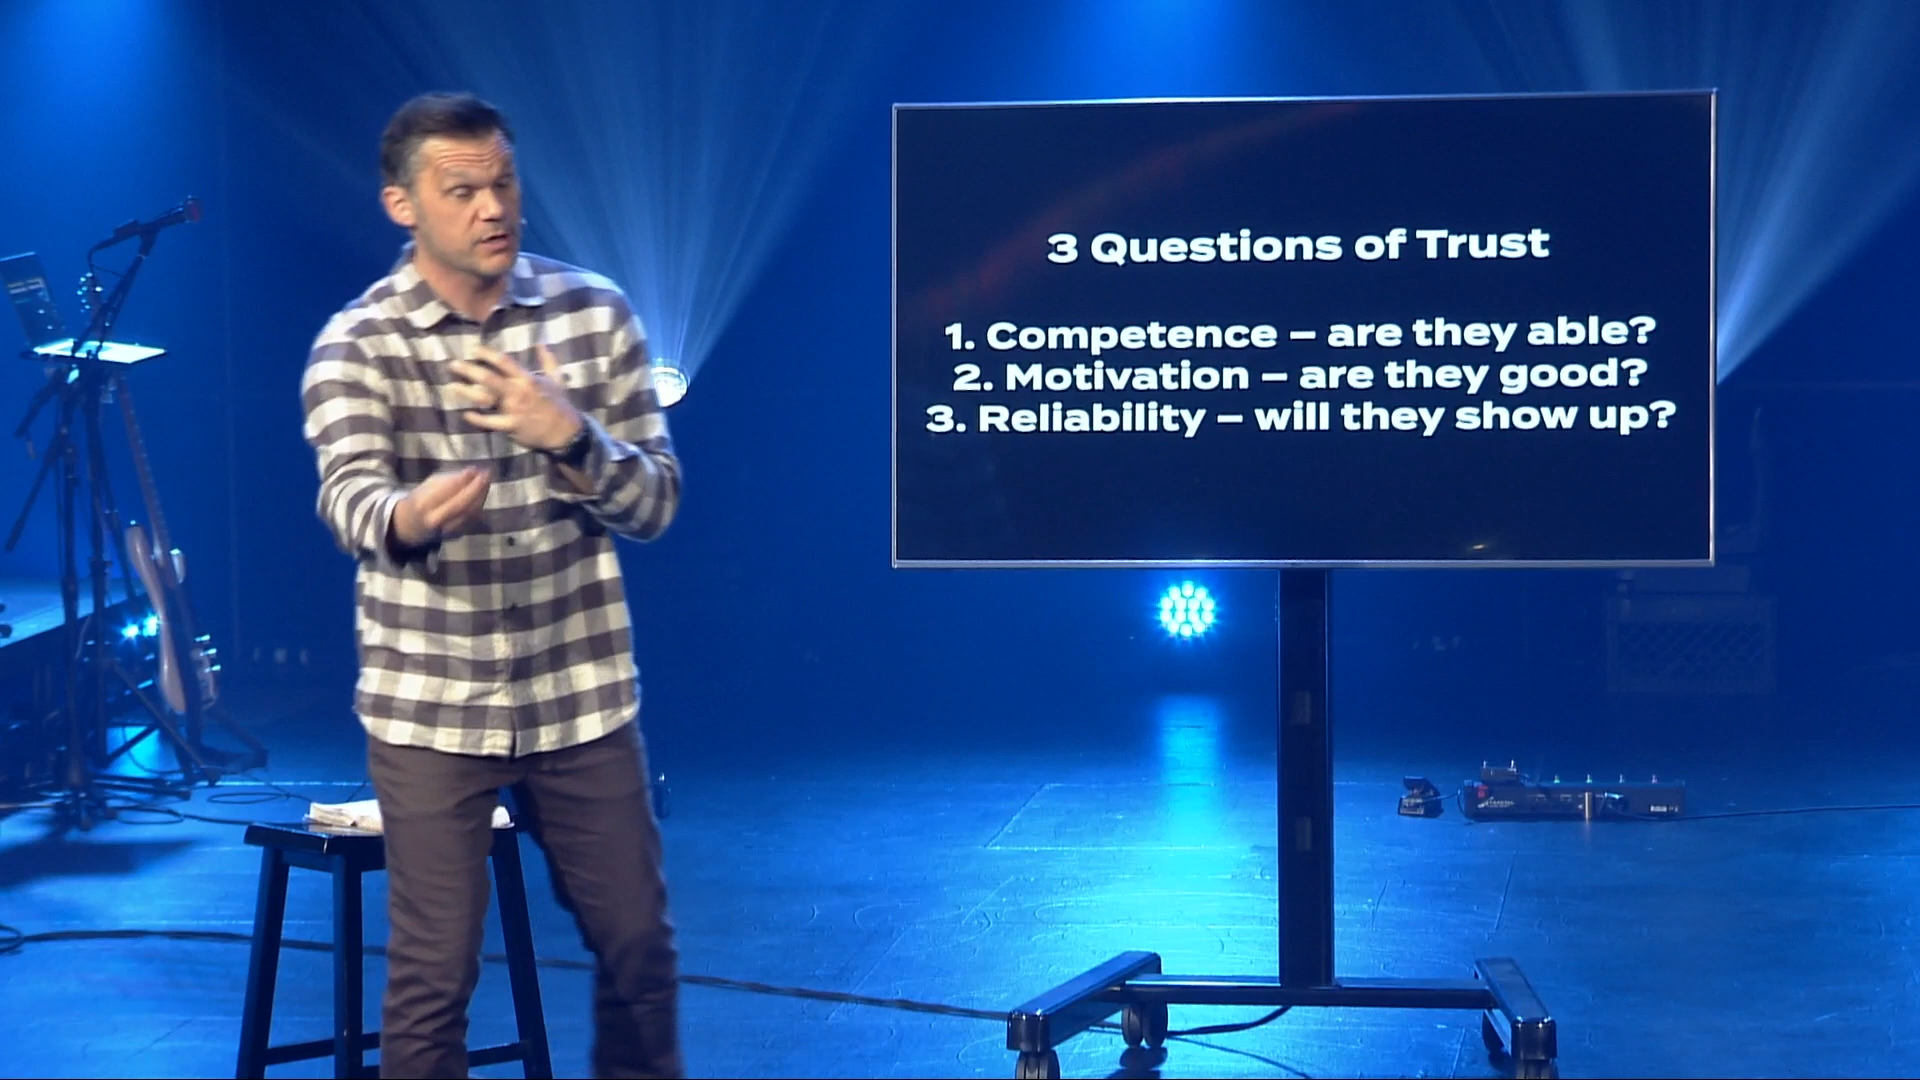 3 Questions of Trust
1. Competence – are they able?
2. Motivation – are they good?
3. Reliability – will they show up?